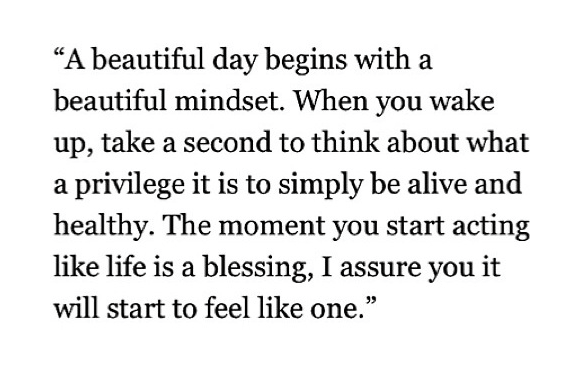 “A beautiful day begins with a
beautiful mindset. When you wake
up, take a second to think about what
a privilege it is to simply be alive and
healthy. The moment you start acting
like life is a blessing, I assure you it
will start to feel like one.”